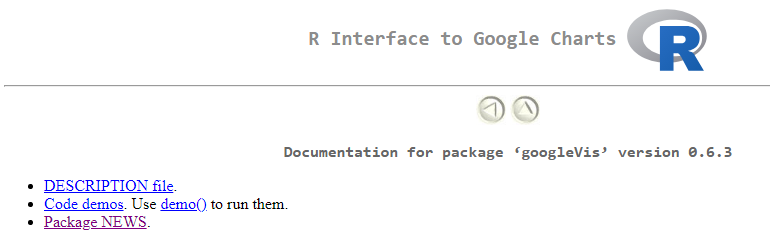 R Interface to Google Charts R
Documentation for package ‘googleVis’ version 0.6.3
DESCRIPTION file.
Code demos. Use demo() to run them.
Package NEWS.